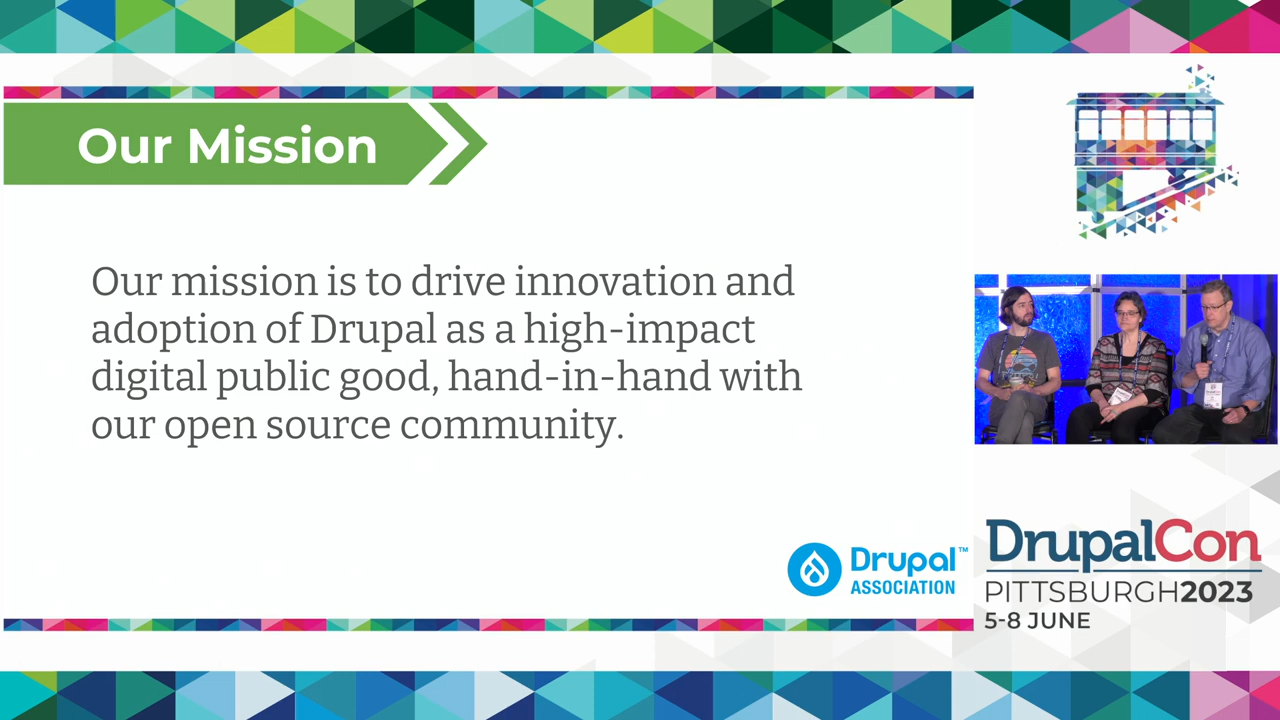 Our Mission
Our mission is to drive innovation and
adoption of Drupal as a high-impact
digital public good, hand-in-hand with
our open source community.
Drupal™
ASSOCIATION
DrupalCon
PITTSBURGH2023
5-8 JUNE